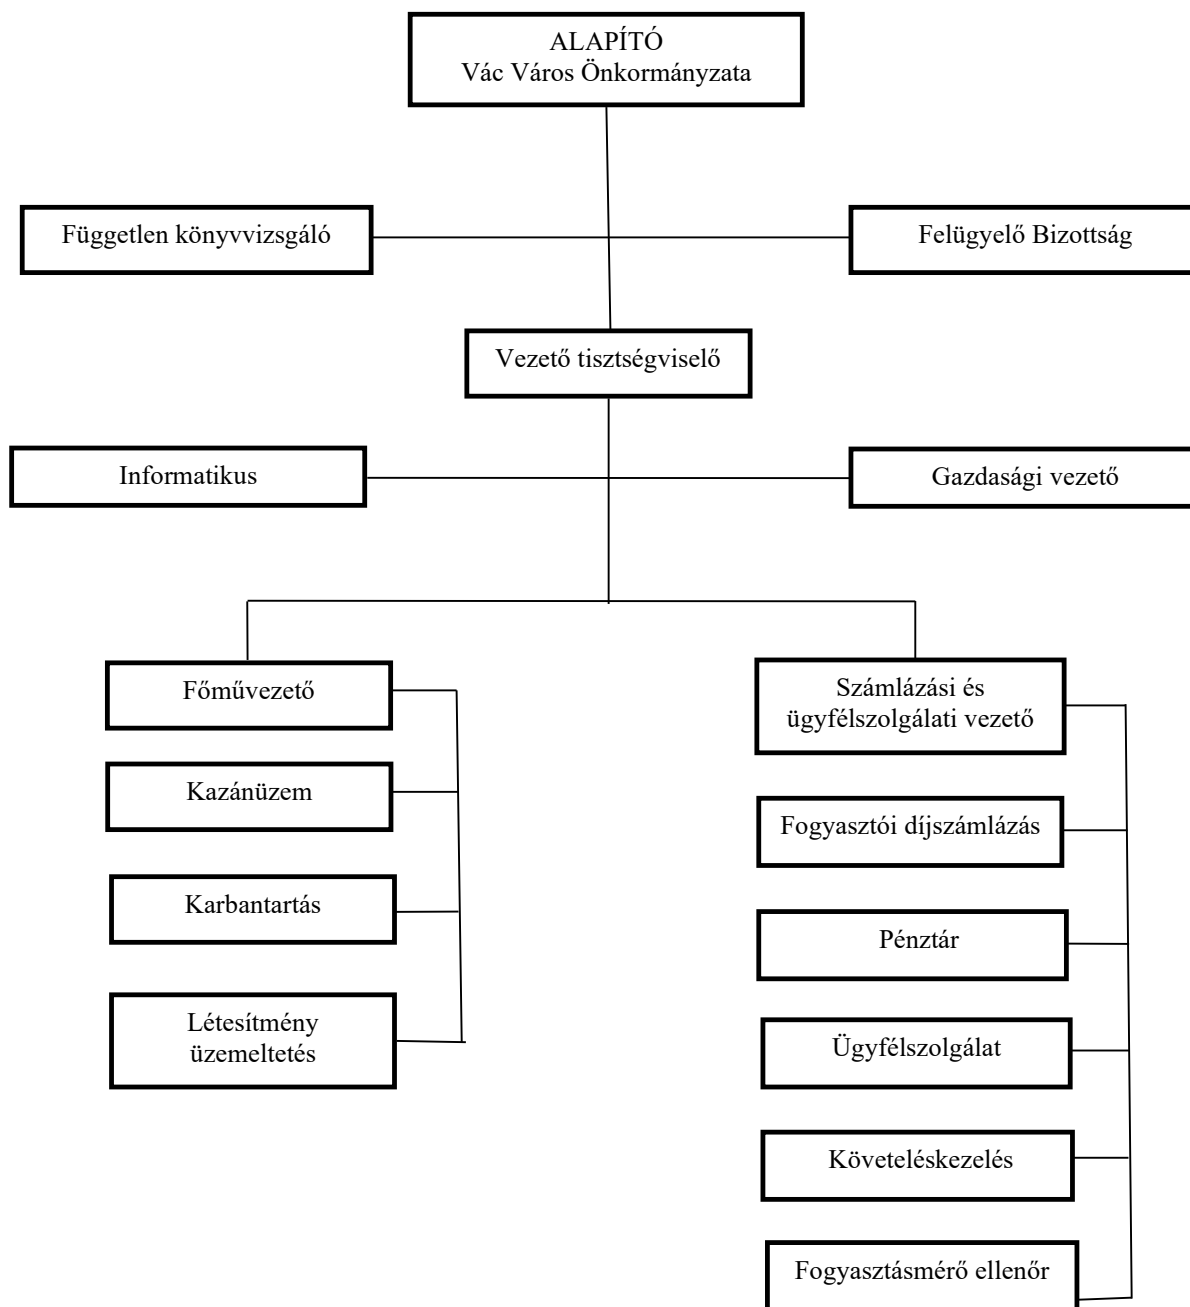 ALAPÍTÓ
Vác Város Önkormányzata
Független könyvvizsgáló
Felügyelő Bizottság
Vezető tisztségviselő
Informatikus
Gazdasági vezető
Főművezető
Kazánüzem
Karbantartás
Létesítmény
üzemeltetés
Számlázási és
ügyfélszolgálati vezető
Fogyasztói díjszámlázás
Pénztár
Ügyfélszolgálat
Követeléskezelés
Fogyasztásmérő ellenőr